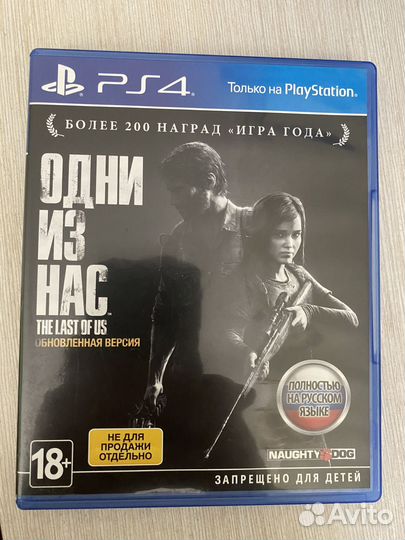 PS4
Только на PlayStation®
БОЛЕЕ 200 НАГРАД «ИГРА ГОДА»
ОДНИ
ИЗ
НАС
THE LAST OF US
ОБНОВЛЕННАЯ ВЕРСИЯ
ПОЛНОСТЬЮ
НА РУССКОМ
ЯЗЫКЕ
НЕ ДЛЯ
ПРОДАЖИ
ОТДЕЛЬНО
18+
NAUGHTY DOG
ЗАПРЕЩЕНО ДЛЯ ДЕТЕЙ
Avito